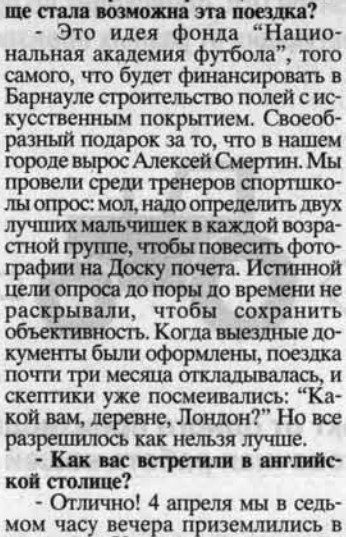 ще стала возможна эта поездка?
- Это идея фонда “Нацио-
нальная академия футбола”, того
самого, что будет финансировать в
Барнауле строительство полей с ис-
кусственным покрытием. Своеоб-
разный подарок за то, что в нашем
городе вырос Алексей Смертин. Мы
провели среди тренеров спортшко-
лы опрос: мол, надо определить двух
лучших мальчишек в каждой возра-
стной группе, чтобы повесить фото-
графии на Доску почета. Истинной
цели опроса до поры до времени не
раскрывали, чтобы сохранить
объективность. Когда выездные до-
кументы были оформлены, поездка
почти три месяца откладывалась, и
скептики уже посмеивались: “Ка-
кой вам, деревне, Лондон?” Но все
разрешилось как нельзя лучше.
- Как вас встретили в английс-
кой столице?
- Отлично! 4 апреля мы в седь-
мом часу вечера приземлились в